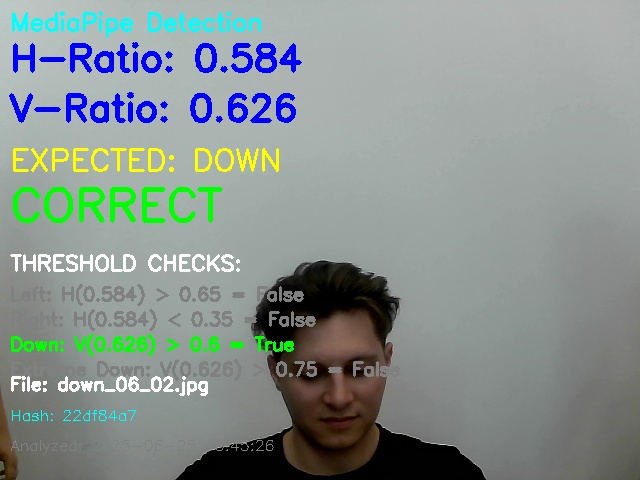 MediaPipe Detection
H-Ratio: 0.584
V-Ratio: 0.626
EXPECTED: DOWN
CORRECT
THRESHOLD CHECKS:
Left: H(0.584) > 0.65 = False
Right: H(0.584) < 0.35 = False
Down: V(0.626) > 0.6 = True
Down: V(0.626) > 0.75 = False
File: down_06_02.jpg
Hash: 22df84a7
Analyzed: